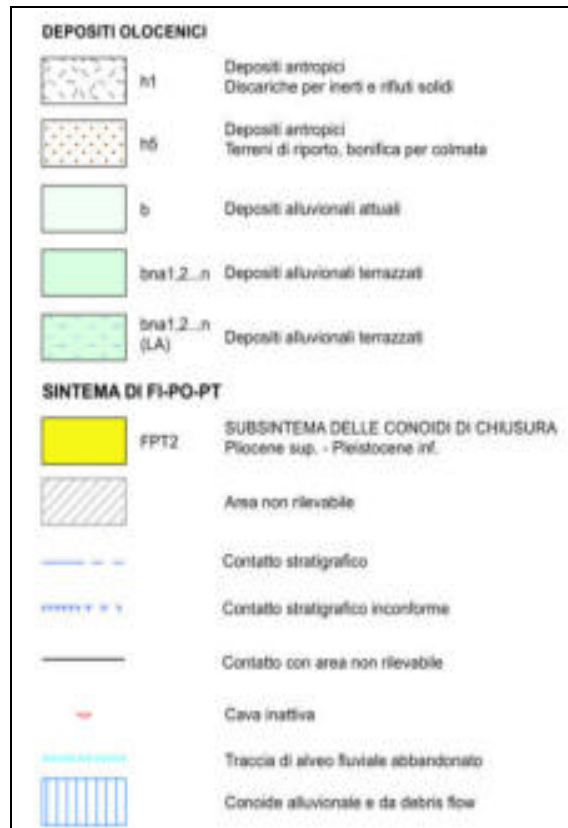 DEPOSITI OLOCENICI
h1
Depositi antropici
Discariche per inerti e rifiuti solidi
h5
Depositi antropici
Terreni di riporto, bonifica per colmata
b
Depositi alluvionali attuali
bna1,2...n
Depositi alluvionali terrazzati
bna1,2...n
(LA)
Depositi alluvionali terrazzati
SINTEMA DI FI-PO-PT
FPT2
SUBSINTEMA DELLE CONOIDI DI CHIUSURA
Pliocene sup. - Pleistocene inf.
Area non rilevabile
Contatto stratigrafico
Contatto stratigrafico inconforme
Contatto con area non rilevabile
Cava inattiva
Traccia di alveo fluviale abbandonato
Conoide alluvionale e da debris flow